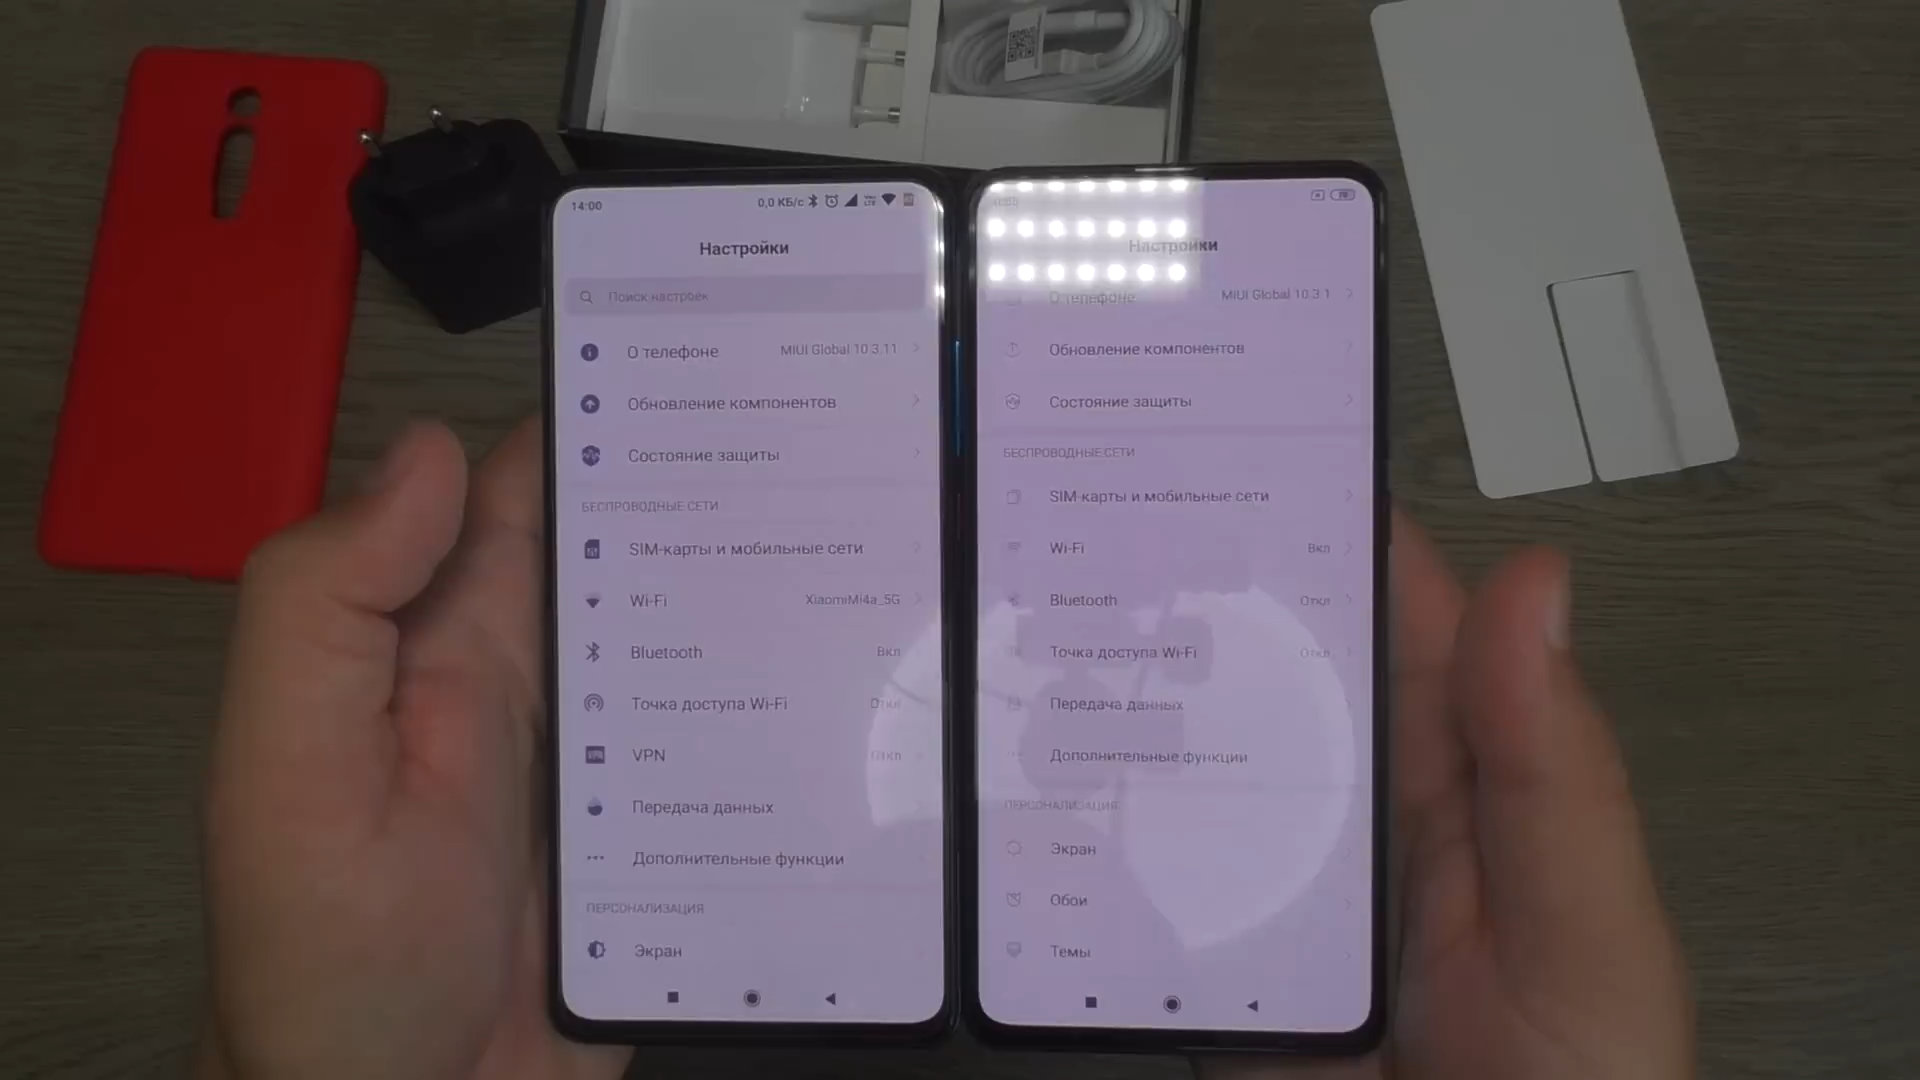 14:00
0,0 КБ/с
Настройки
Поиск настроек
О телефоне MIUI Global 10.3.11
Обновление компонентов
Состояние защиты
БЕСПРОВОДНЫЕ СЕТИ
SIM-карты и мобильные сети
Wi-Fi XiaomiMi4a_5G
Bluetooth Вкл
Точка доступа Wi-Fi Откл
VPN Откл
Передача данных
Дополнительные функции
ПЕРСОНАЛИЗАЦИЯ
Экран
Настройки
О телефоне MIUI Global 10.3.1
Обновление компонентов
Состояние защиты
БЕСПРОВОДНЫЕ СЕТИ
SIM-карты и мобильные сети
Wi-Fi Вкл
Bluetooth Откл
Точка доступа Wi-Fi Откл
Передача данных
Дополнительные функции
ПЕРСОНАЛИЗАЦИЯ
Экран
Обои
Темы